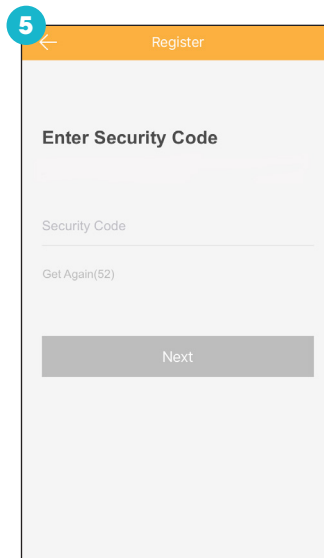 5
Register
Enter Security Code
Security Code
Get Again(52)
Next